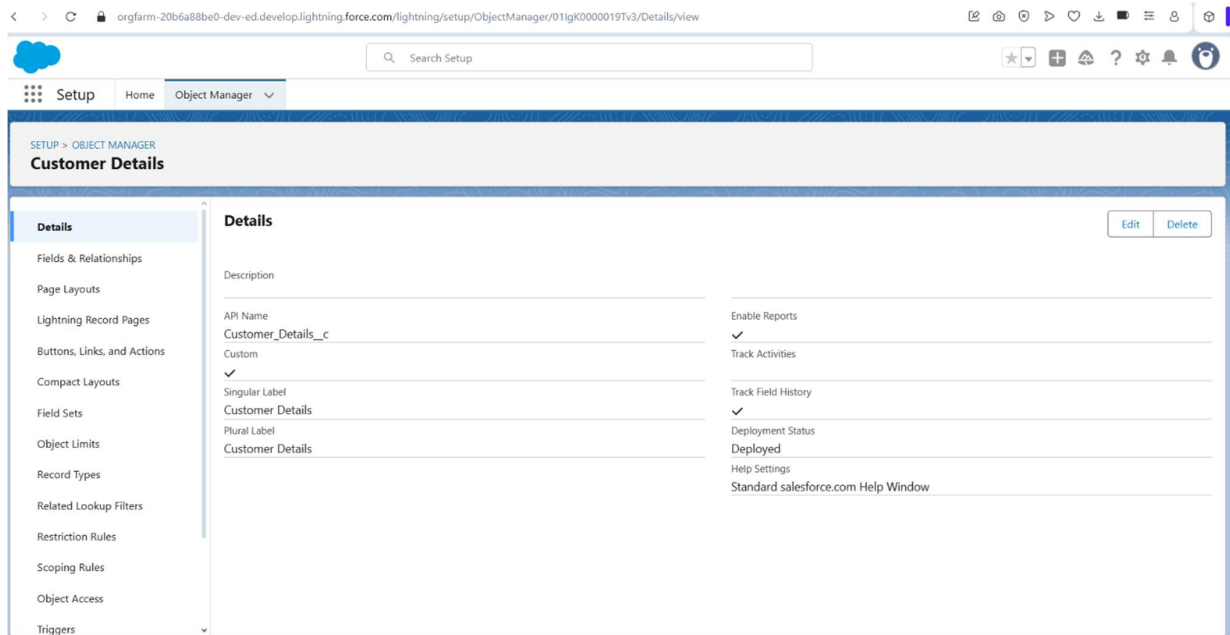 orgfarm-20b6a88be0-dev-ed.develop.lightning.force.com/lightning/setup/ObjectManager/01IgK0000019Tv3/Details/view
Search Setup
Setup
Home
Object Manager
SETUP > OBJECT MANAGER
Customer Details
Details
Fields & Relationships
Page Layouts
Lightning Record Pages
Buttons, Links, and Actions
Compact Layouts
Field Sets
Object Limits
Record Types
Related Lookup Filters
Restriction Rules
Scoping Rules
Object Access
Triggers
Details
Edit
Delete
Description
API Name
Customer_Details__c
Custom
Singular Label
Customer Details
Plural Label
Customer Details
Enable Reports
Track Activities
Track Field History
Deployment Status
Deployed
Help Settings
Standard salesforce.com Help Window